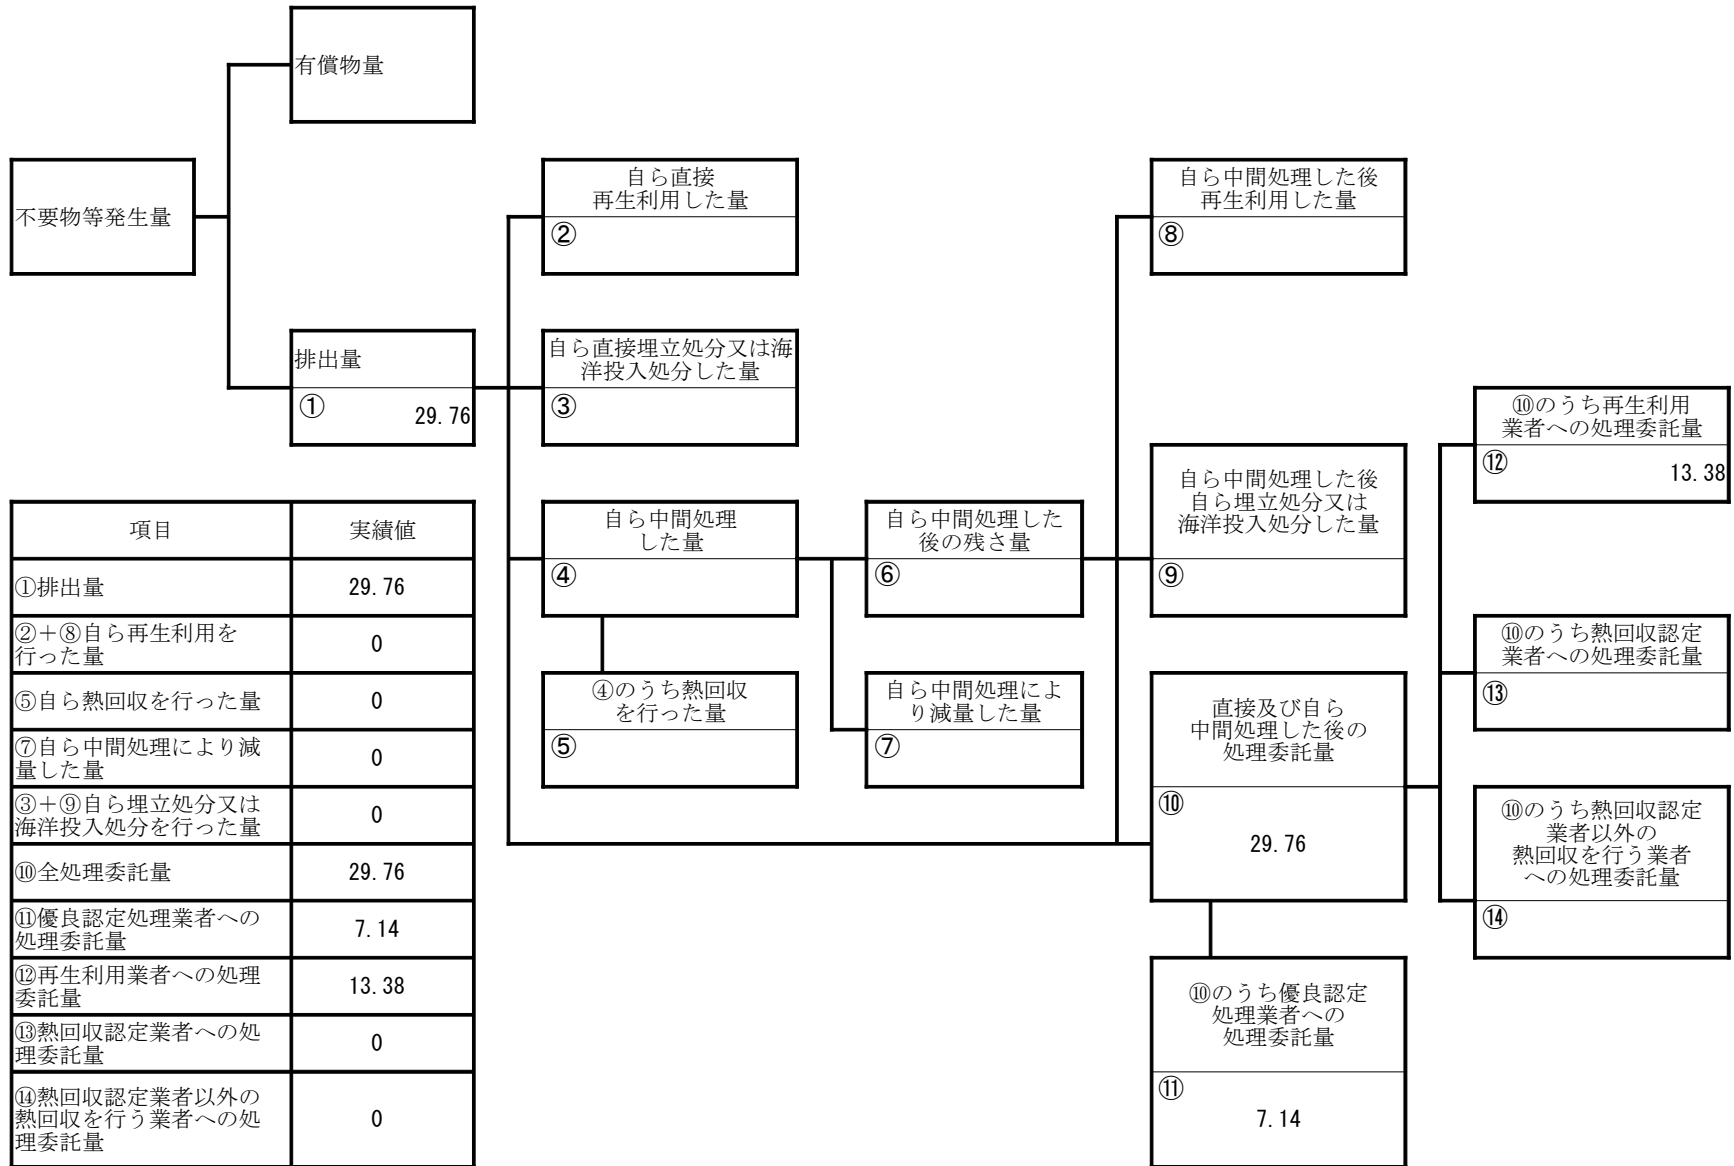 有償物量
不要物等発生量
自ら直接
再生利用した量
②
自ら中間処理した後
再生利用した量
⑧
排出量
①
29.76
自ら直接埋立処分又は海
洋投入処分した量
③
⑩のうち再生利用
業者への処理委託量
⑫
13.38
自ら中間処理
した量
④
自ら中間処理した
後の残さ量
⑥
自ら中間処理した後
自ら埋立処分又は
海洋投入処分した量
⑨
⑩のうち熱回収認定
業者への処理委託量
⑬
④のうち熱回収
を行った量
⑤
自ら中間処理によ
り減量した量
⑦
直接及び自ら
中間処理した後の
処理委託量
⑩
29.76
⑩のうち熱回収認定
業者以外の
熱回収を行う業者
への処理委託量
⑭
⑩のうち優良認定
処理業者への
処理委託量
⑪
7.14
項目 実績値
①排出量 29.76
②+⑧自ら再生利用を
行った量 0
⑤自ら熱回収を行った量 0
⑦自ら中間処理により減
量した量 0
③+⑨自ら埋立処分又は
海洋投入処分を行った量 0
⑩全処理委託量 29.76
⑪優良認定処理業者への
処理委託量 7.14
⑫再生利用業者への処理
委託量 13.38
⑬熱回収認定業者への処
理委託量 0
⑭熱回収認定業者以外の
熱回収を行う業者への処
理委託量 0